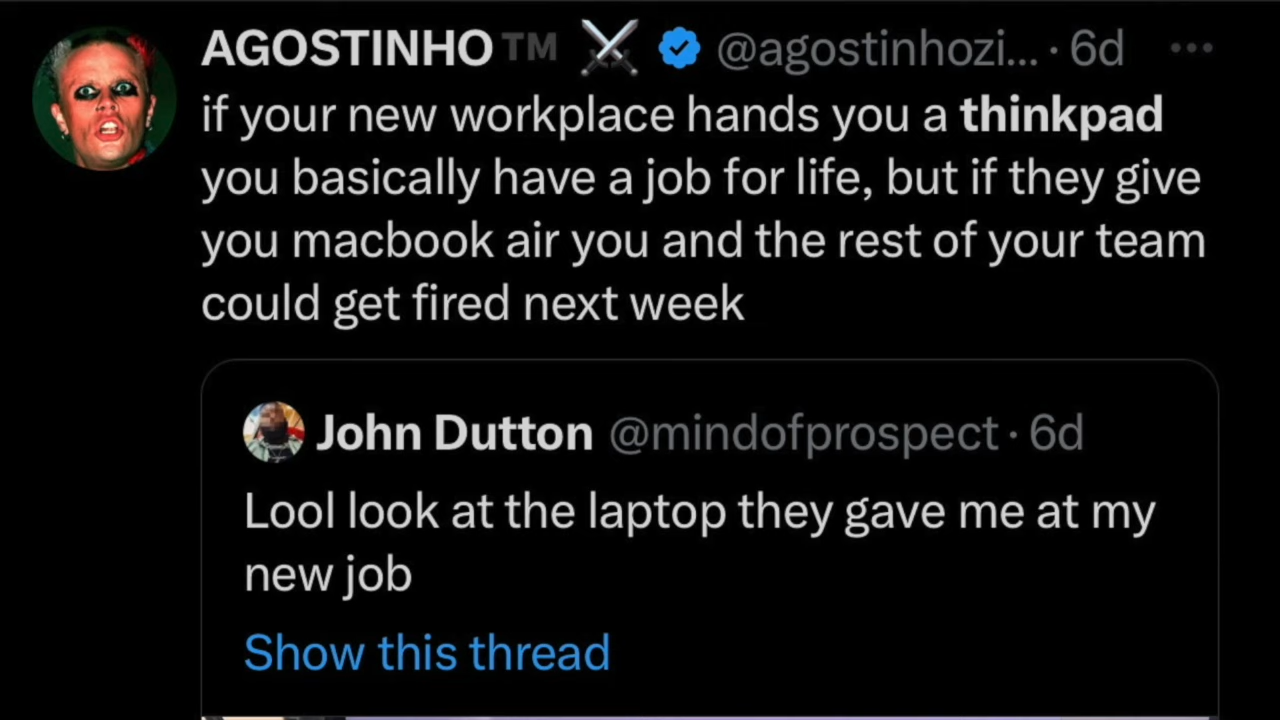 AGOSTINHO™ ⚔️ @agostinhozi... · 6d
if your new workplace hands you a thinkpad
you basically have a job for life, but if they give
you macbook air you and the rest of your team
could get fired next week
John Dutton @mindofprospect · 6d
Lool look at the laptop they gave me at my
new job
Show this thread